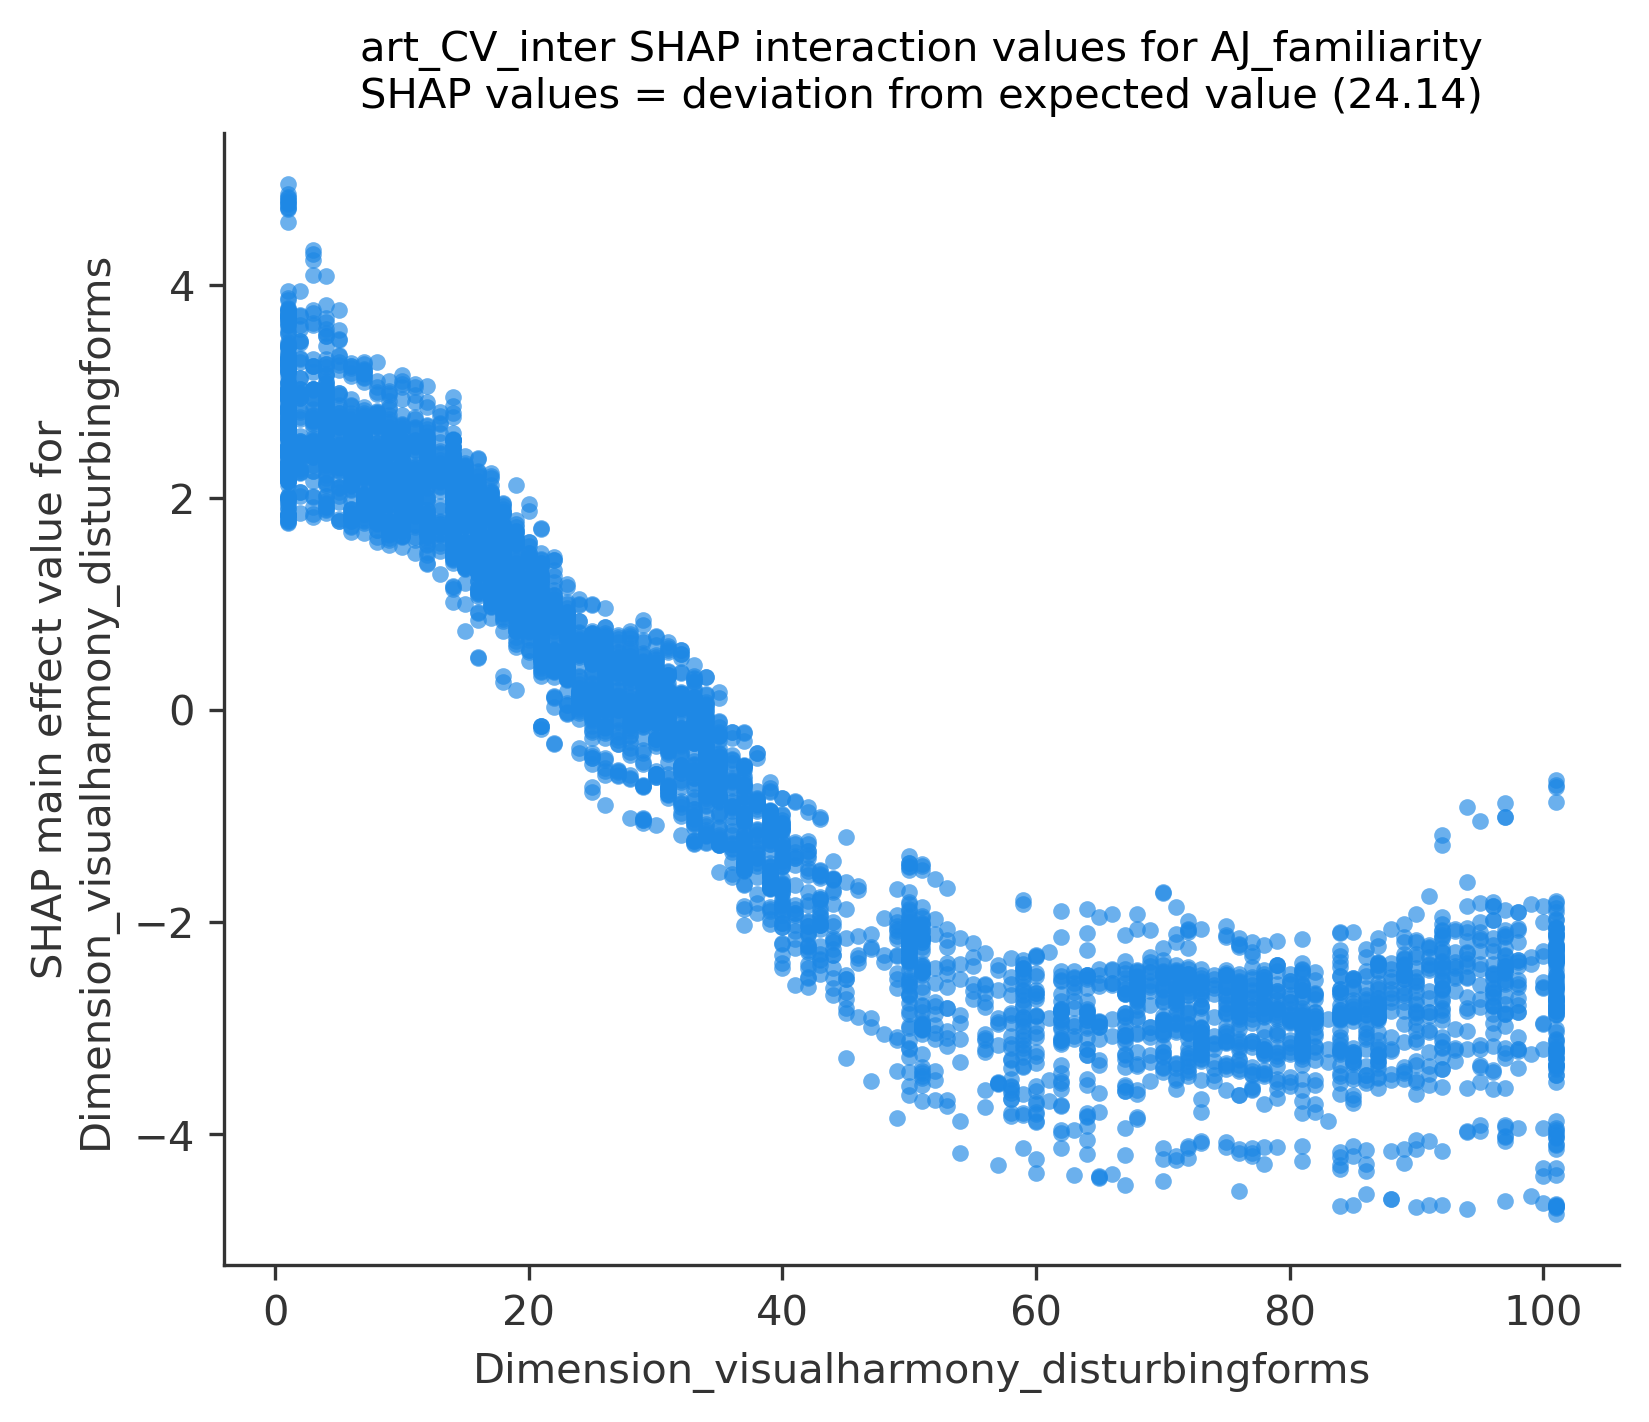 art_CV_inter SHAP interaction values for AJ_familiarity
SHAP values = deviation from expected value (24.14)
SHAP main effect value for
Dimension_visualharmony_disturbingforms
4
2
0
−2
−4
0
20
40
60
80
100
Dimension_visualharmony_disturbingforms